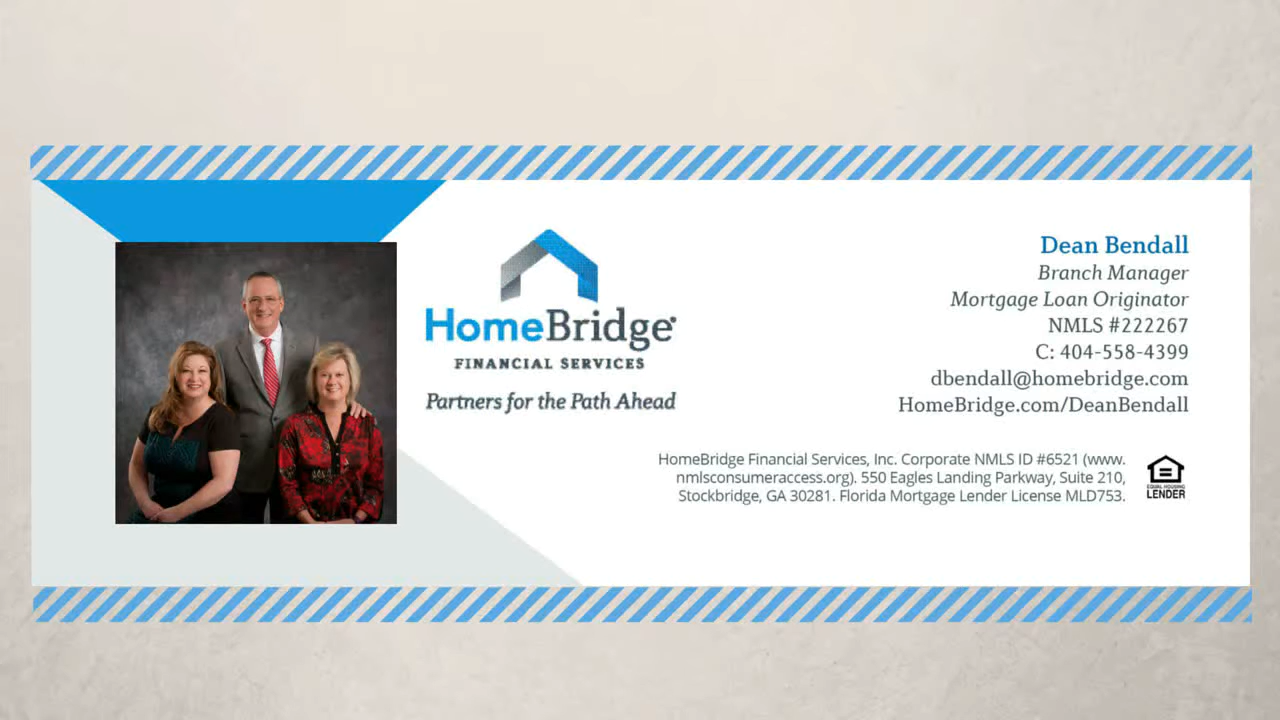 HomeBridge
FINANCIAL SERVICES
Partners for the Path Ahead
Dean Bendall
Branch Manager
Mortgage Loan Originator
NMLS #222267
C: 404-558-4399
dbendall@homebridge.com
HomeBridge.com/DeanBendall
HomeBridge Financial Services, Inc. Corporate NMLS ID #6521 (www.
nmlsconsumeraccess.org). 550 Eagles Landing Parkway, Suite 210,
Stockbridge, GA 30281. Florida Mortgage Lender License MLD753.
EQUAL HOUSING
LENDER